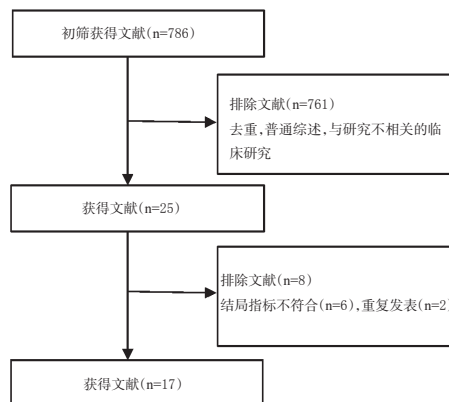 初筛获得文献(n=786)
排除文献(n=761)
去重,普通综述,与研究不相关的临
床研究
获得文献(n=25)
排除文献(n=8)
结局指标不符合(n=6),重复发表(n=2)
获得文献(n=17)